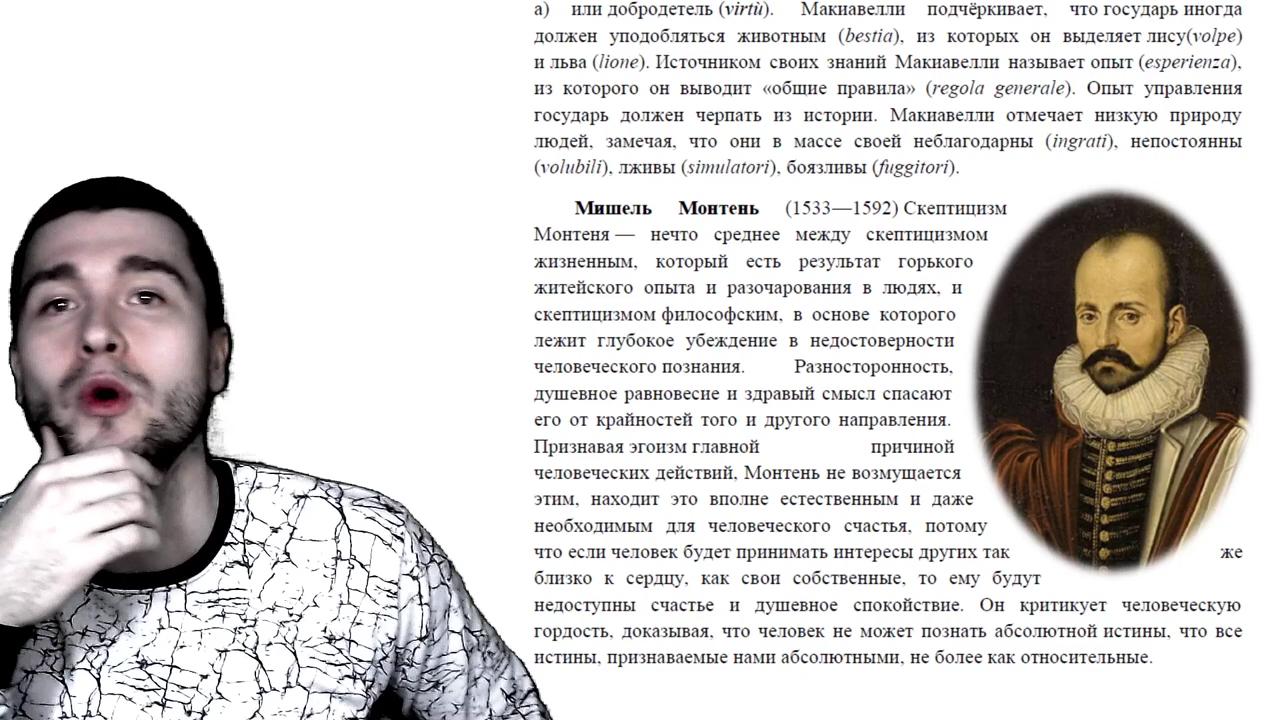 а) или добродетель (virtù). Макиавелли подчёркивает, что государь иногда
должен уподобляться животным (bestia), из которых он выделяет лису(volpe)
и льва (lione). Источником своих знаний Макиавелли называет опыт (esperienza),
из которого он выводит «общие правила» (regola generale). Опыт управления
государь должен черпать из истории. Макиавелли отмечает низкую природу
людей, замечая, что они в массе своей неблагодарны (ingrati), непостоянны
(volubili), лживы (simulatori), боязливы (fuggitori).
Мишель Монтень (1533—1592) Скептицизм
Монтеня — нечто среднее между скептицизмом
жизненным, который есть результат горького
житейского опыта и разочарования в людях, и
скептицизмом философским, в основе которого
лежит глубокое убеждение в недостоверности
человеческого познания. Разносторонность,
душевное равновесие и здравый смысл спасают
его от крайностей того и другого направления.
Признавая эгоизм главной причиной
человеческих действий, Монтень не возмущается
этим, находит это вполне естественным и даже
необходимым для человеческого счастья, потому
что если человек будет принимать интересы других так же
близко к сердцу, как свои собственные, то ему будут
недоступны счастье и душевное спокойствие. Он критикует человеческую
гордость, доказывая, что человек не может познать абсолютной истины, что все
истины, признаваемые нами абсолютными, не более как относительные.